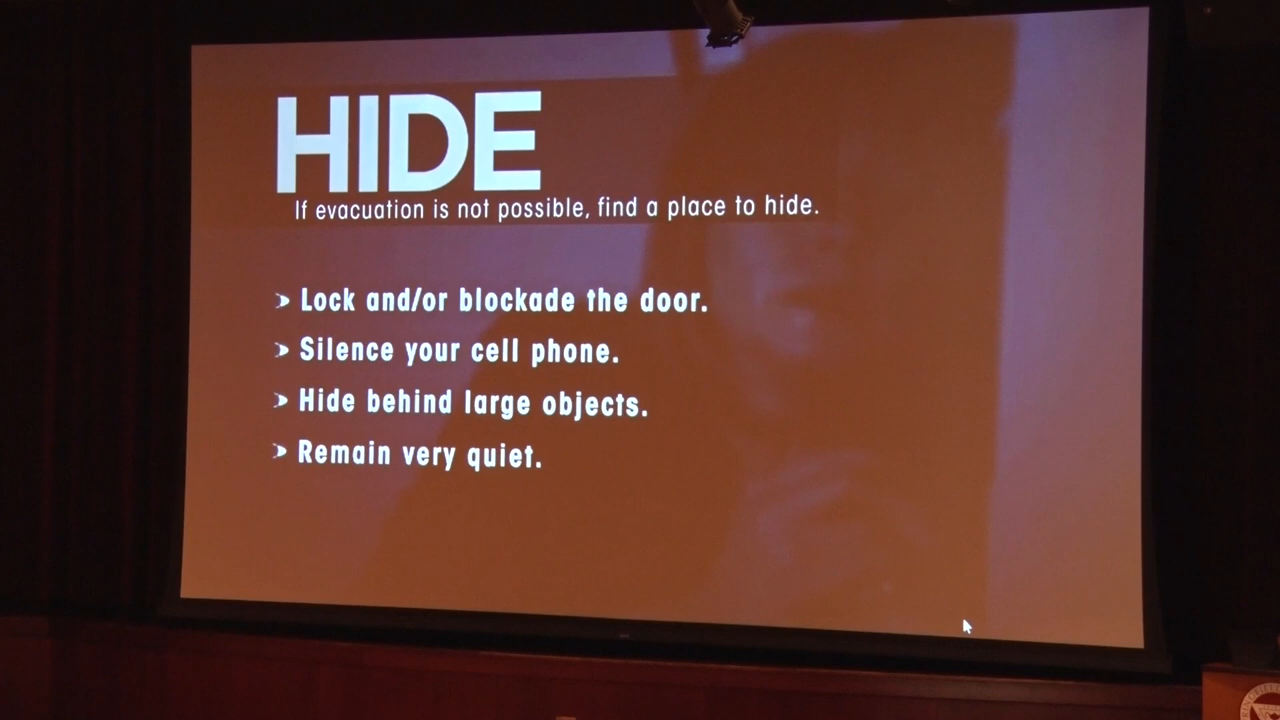 HIDE
If evacuation is not possible, find a place to hide.
Lock and/or blockade the door.
Silence your cell phone.
Hide behind large objects.
Remain very quiet.